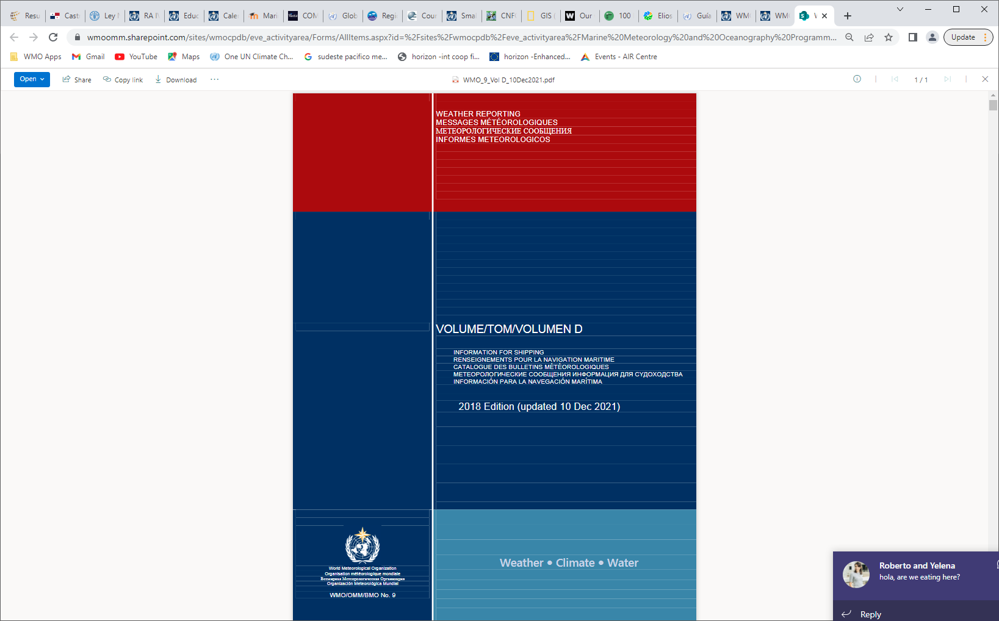 Resu
Cast
Ley N
RA IV
Educ
Cale
Mari
COM
Glob
Regi
Cour
Smal
CNFC
GIS (
Our
100
Elios
Guía
WMO
WMO
W
Update
wmoomm.sharepoint.com/sites/wmocpdb/eve_activityarea/Forms/AllItems.aspx?id=%2Fsites%2Fwmocpdb%2Feve_activityarea%2FMarine%20Meteorology%20and%20Oceanography%20Programm...
WMO Apps
Gmail
YouTube
Maps
One UN Climate Ch...
sudeste pacifico me...
horizon -int coop fi...
horizon -Enhanced...
Events - AIR Centre
Open
Share
Copy link
Download
...
WMO_9_Vol D_10Dec2021.pdf
1 / 1
WEATHER REPORTING
MESSAGES MÉTÉOROLOGIQUES
МЕТЕОРОЛОГИЧЕСКИЕ СООБЩЕНИЯ
INFORMES METEOROLOGICOS
VOLUME/TOM/VOLUMEN D
INFORMATION FOR SHIPPING
RENSEIGNEMENTS POUR LA NAVIGATION MARITIME
CATALOGUE DES BULLETINS MÉTÉOROLOGIQUES
МЕТЕОРОЛОГИЧЕСКИЕ СООБЩЕНИЯ ИНФОРМАЦИЯ ДЛЯ СУДОХОДСТВА
INFORMACIÓN PARA LA NAVEGACIÓN MARÍTIMA
2018 Edition (updated 10 Dec 2021)
World Meteorological Organization
Organisation météorologique mondiale
Всемирная Метеорологическая Организация
Organización Meteorológica Mundial
WMO/OMM/ВМО No. 9
Weather • Climate • Water
Roberto and Yelena
hola, are we eating here?
Reply